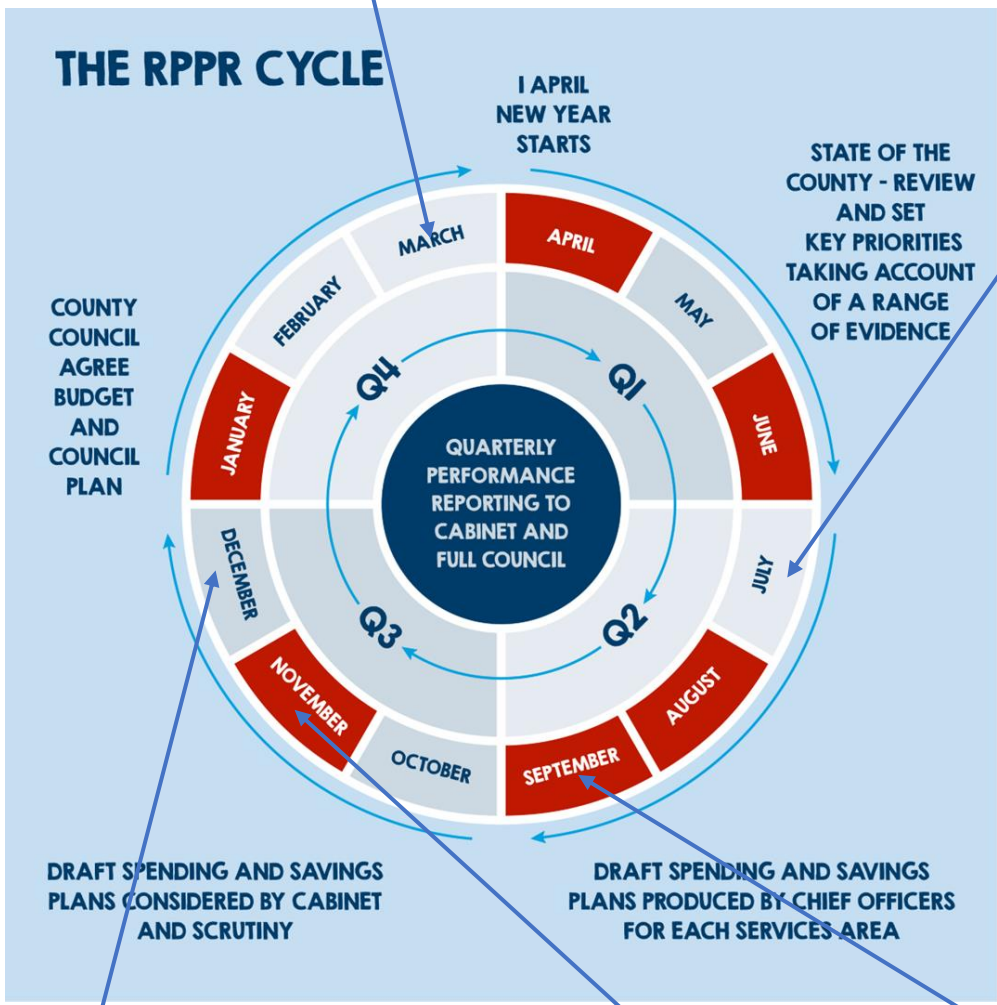 THE RPPR CYCLE
1 APRIL
NEW YEAR
STARTS
STATE OF THE
COUNTY - REVIEW
AND SET
KEY PRIORITIES
TAKING ACCOUNT
OF A RANGE
OF EVIDENCE
COUNTY
COUNCIL
AGREE
BUDGET
AND
COUNCIL
PLAN
APRIL
MAY
JUNE
JULY
AUGUST
SEPTEMBER
OCTOBER
NOVEMBER
DECEMBER
JANUARY
FEBRUARY
MARCH
Q1
Q2
Q3
Q4
QUARTERLY
PERFORMANCE
REPORTING TO
CABINET AND
FULL COUNCIL
DRAFT SPENDING AND SAVINGS
PLANS CONSIDERED BY CABINET
AND SCRUTINY
DRAFT SPENDING AND SAVINGS
PLANS PRODUCED BY CHIEF OFFICERS
FOR EACH SERVICES AREA